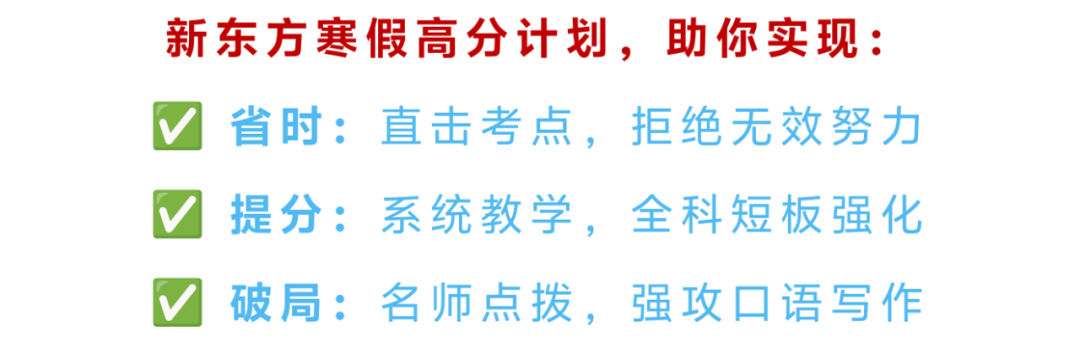 新东方寒假高分计划，助你实现：
✅ 省时：直击考点，拒绝无效努力
✅ 提分：系统教学，全科短板强化
✅ 破局：名师点拨，强攻口语写作